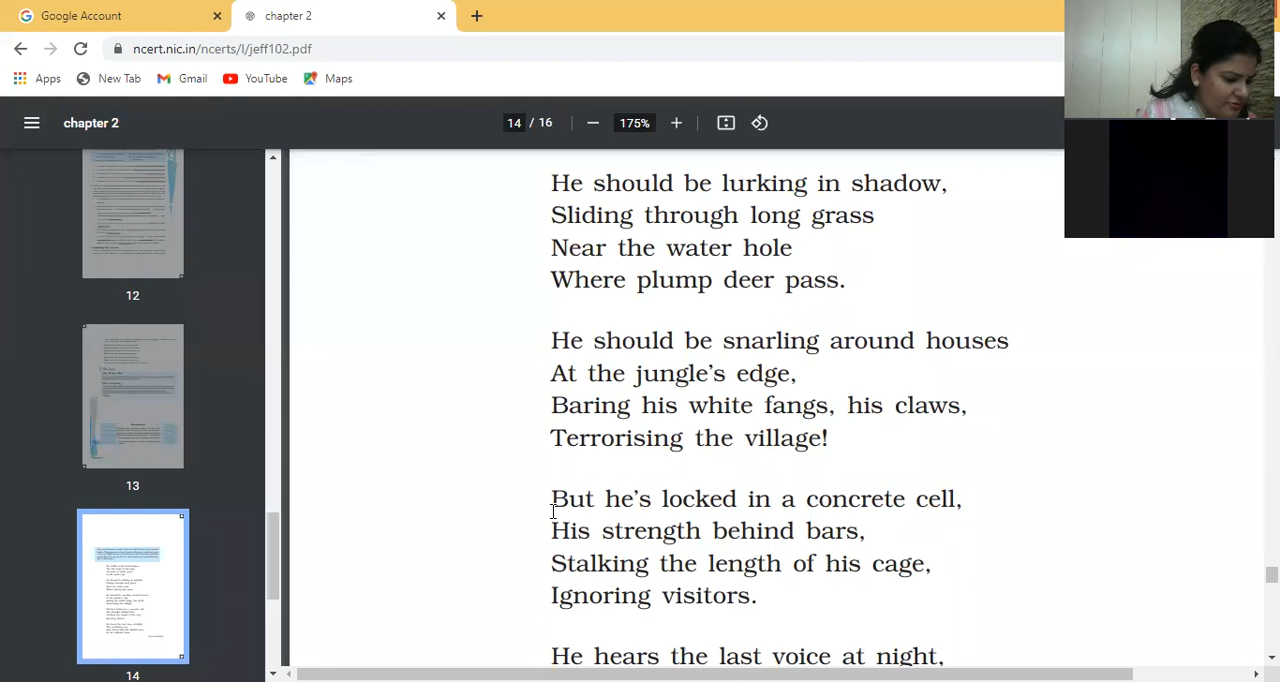 Google Account
chapter 2
ncert.nic.in/ncerts/l/jeff102.pdf
Apps
New Tab
Gmail
YouTube
Maps
chapter 2
14 / 16
175%
12
13
14
He should be lurking in shadow,
Sliding through long grass
Near the water hole
Where plump deer pass.
He should be snarling around houses
At the jungle's edge,
Baring his white fangs, his claws,
Terrorising the village!
But he's locked in a concrete cell,
His strength behind bars,
Stalking the length of his cage,
Ignoring visitors.
He hears the last voice at night,